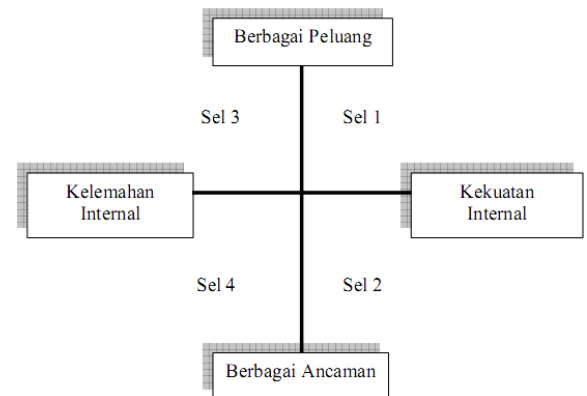 Berbagai Peluang
Sel 3
Sel 1
Kelemahan
Internal
Kekuatan
Internal
Sel 4
Sel 2
Berbagai Ancaman